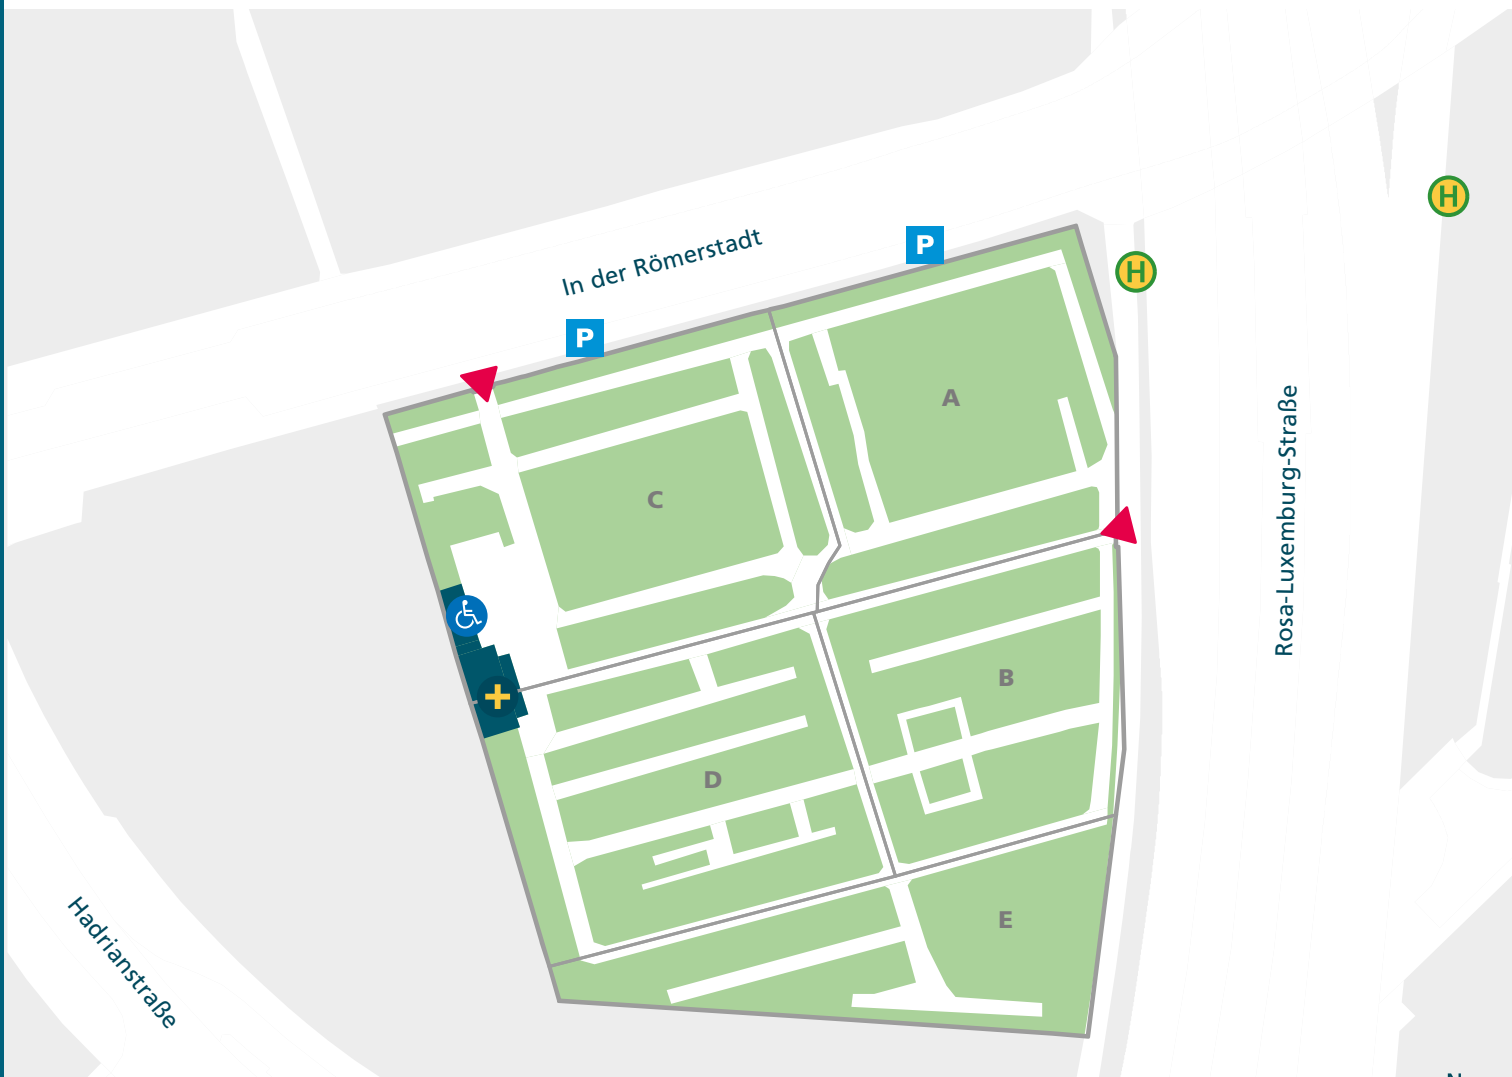 H
In der Römerstadt
P
H
P
A
C
Rosa-Luxemburg-Straße
B
D
E
Hadrianstraße